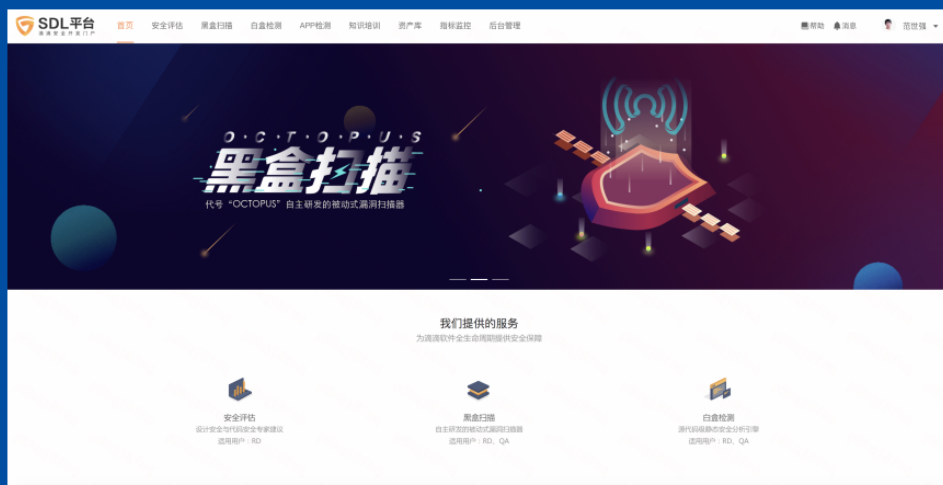 SDL平台
滴滴安全开发门户
首页 安全评估 黑盒扫描 白盒检测 APP检测 知识培训 资产库 指标监控 后台管理 帮助 消息 范世强
O·C·T·O·P·U·S
黑盒扫描
代号“OCTOPUS”自主研发的被动式漏洞扫描器
我们提供的服务
为滴滴软件全生命周期提供安全保障
安全评估 黑盒扫描 白盒检测
设计安全与代码安全专家建议 自主研发的被动式漏洞扫描器 源代码级静态安全分析引擎
适用用户：RD 适用用户：RD、QA 适用用户：RD、QA